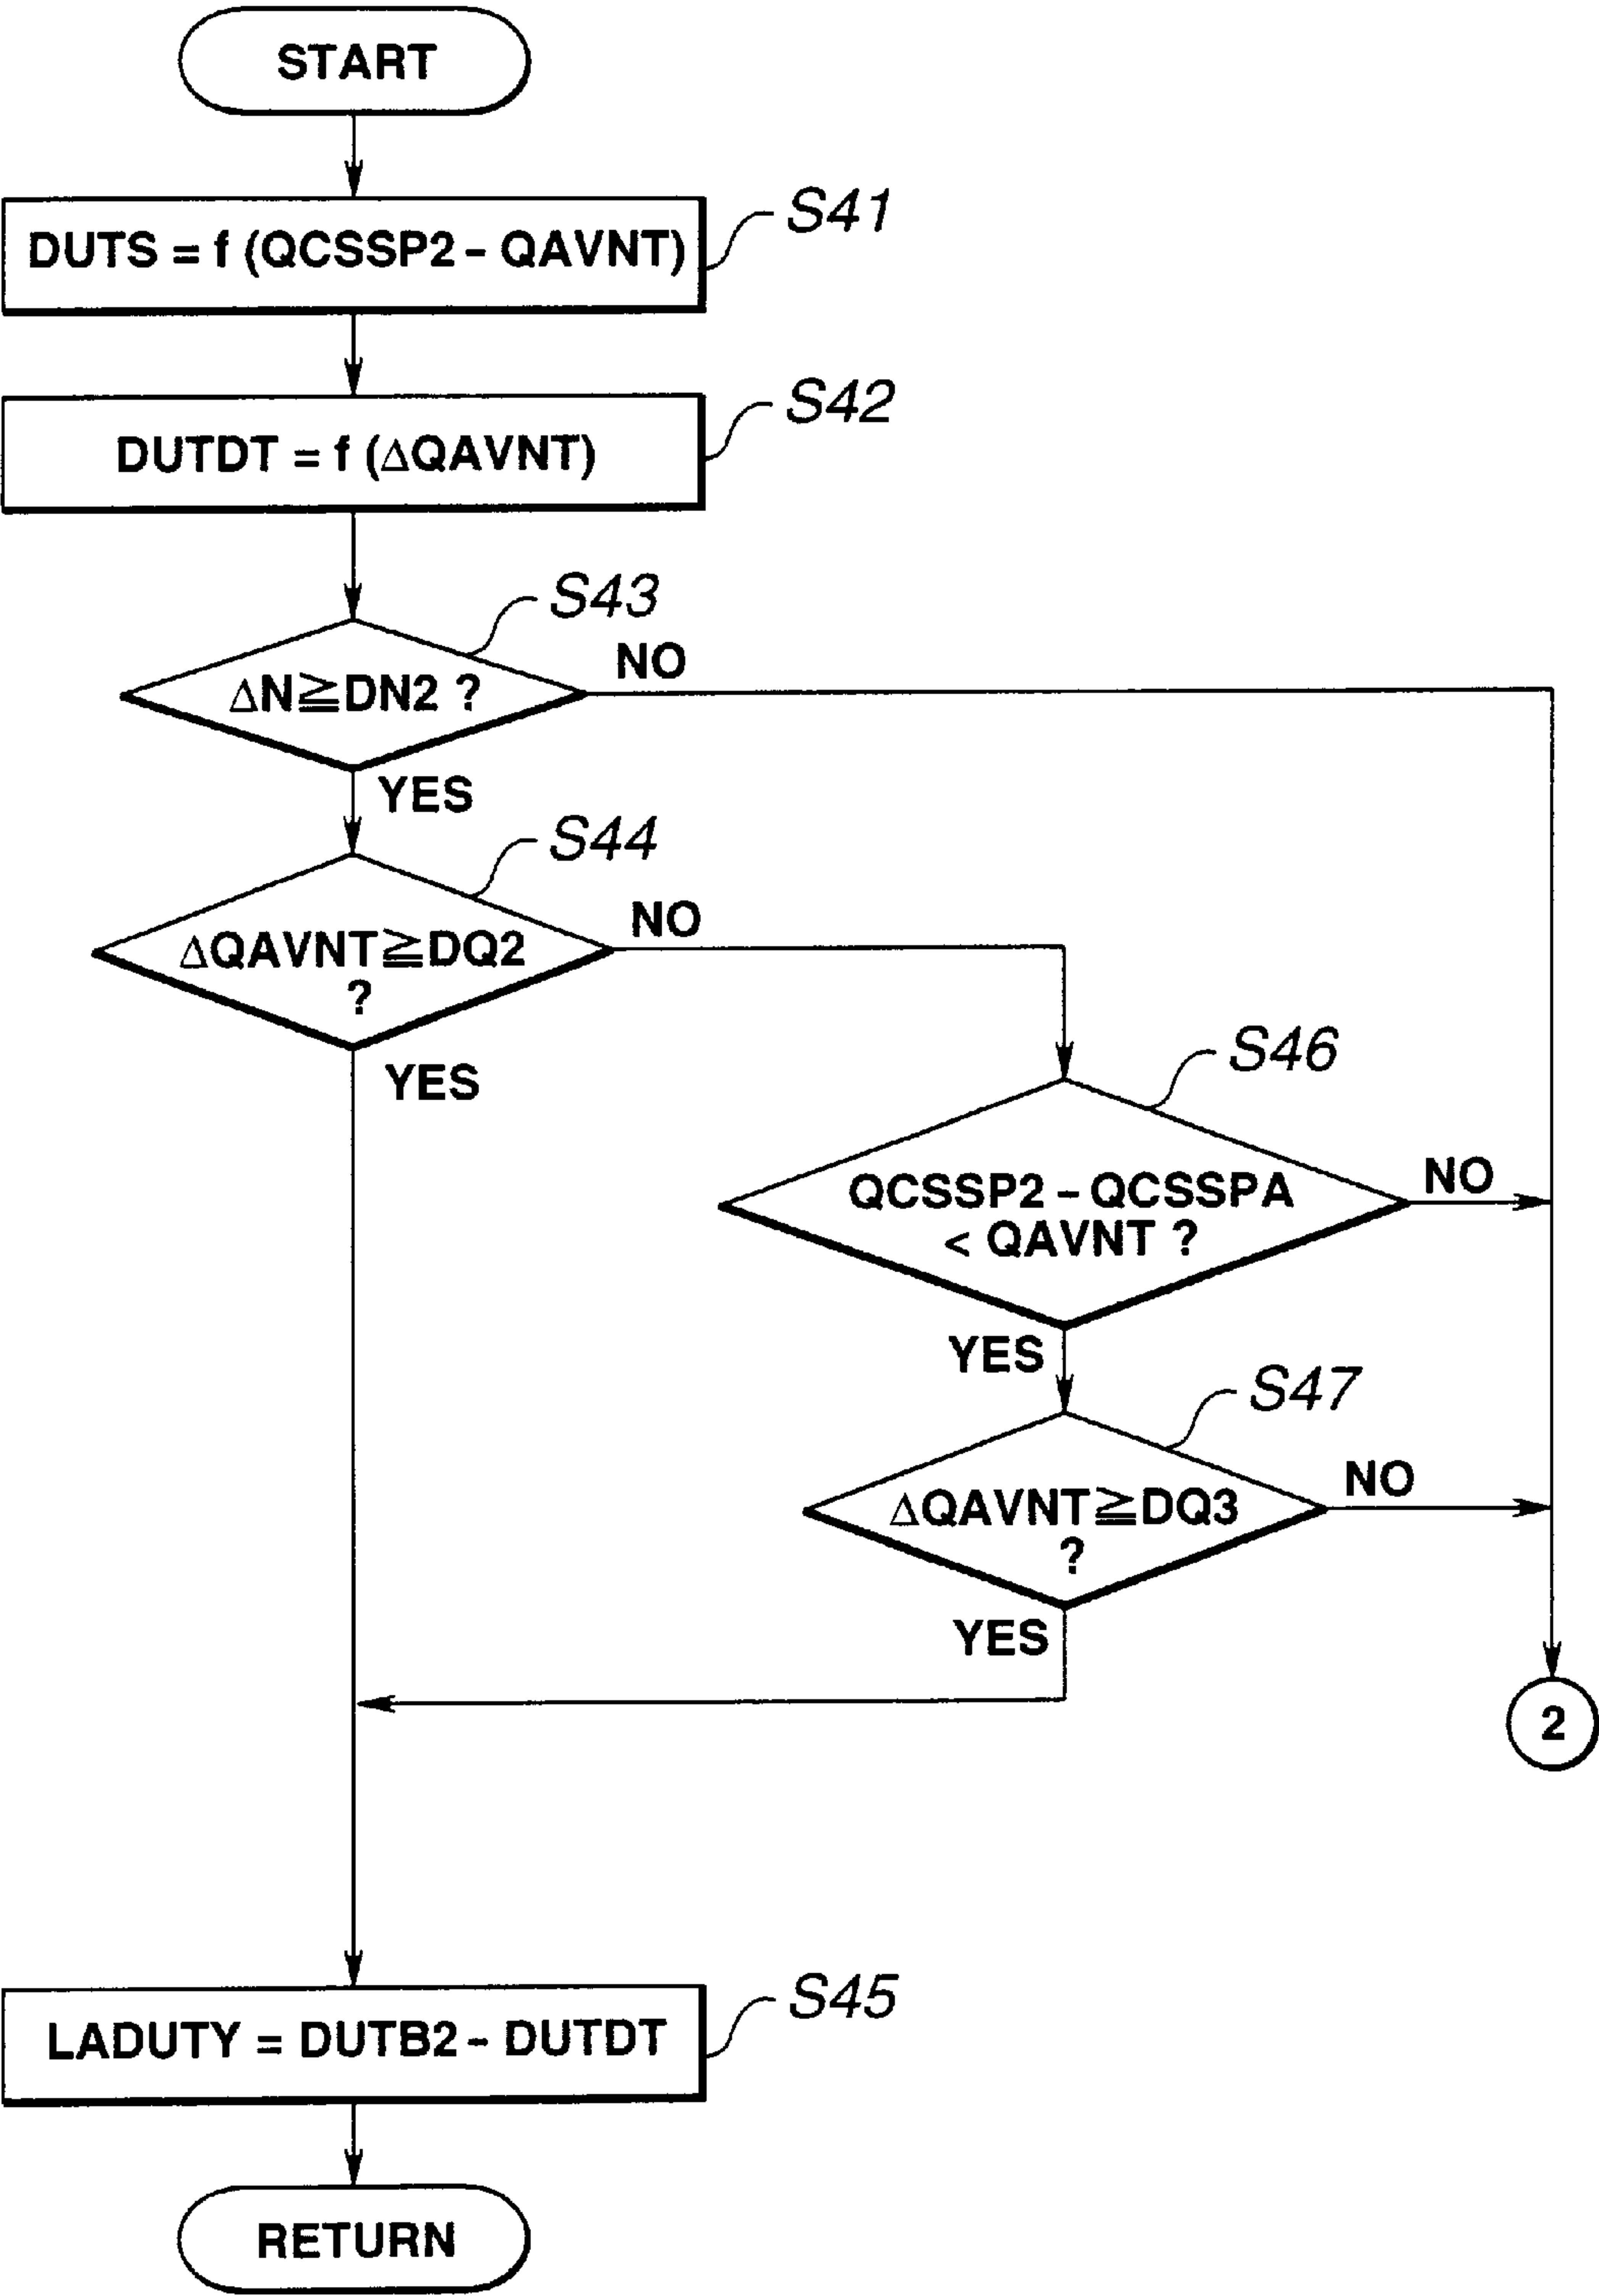 START
S41
DUTS = f (QCSSP2 – QAVNT)
S42
DUTDT = f (ΔQAVNT)
S43
NO
ΔN≧DN2 ?
YES
S44
NO
ΔQAVNT≧DQ2
?
YES
S46
NO
QCSSP2 – QCSSPA
< QAVNT ?
YES
S47
NO
ΔQAVNT≧DQ3
?
YES
2
S45
LADUTY = DUTB2 – DUTDT
RETURN